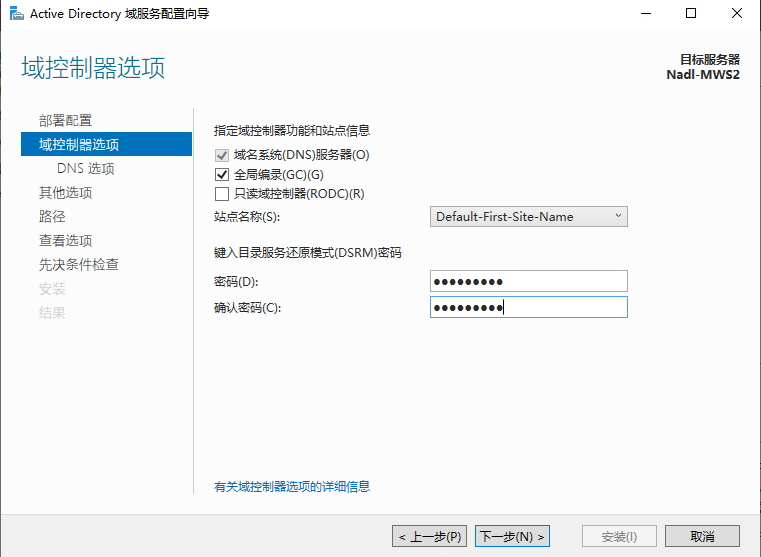 Active Directory 域服务配置向导
域控制器选项
目标服务器
Nadl-MWS2
部署配置
域控制器选项
DNS 选项
其他选项
路径
查看选项
先决条件检查
安装
结果
指定域控制器功能和站点信息
域名系统(DNS)服务器(O)
全局编录(GC)(G)
只读域控制器(RODC)(R)
站点名称(S): Default-First-Site-Name
键入目录服务还原模式(DSRM)密码
密码(D): ●●●●●●●●●
确认密码(C): ●●●●●●●●●
有关域控制器选项的详细信息
< 上一步(P) 下一步(N) > 安装(I) 取消